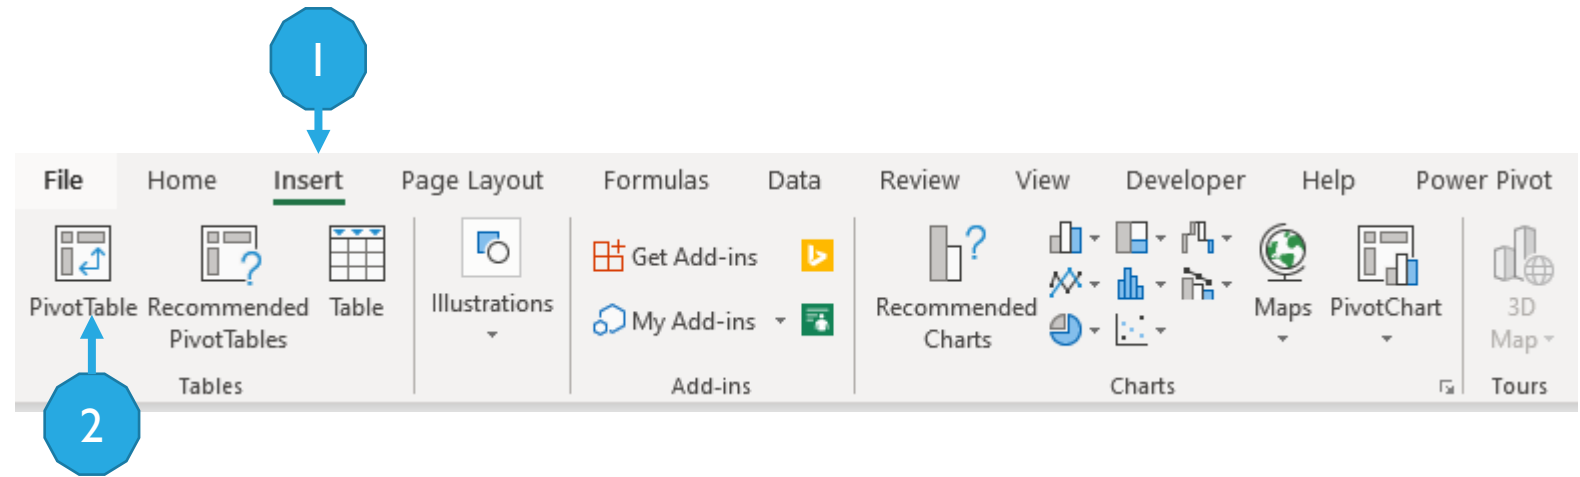 1
File Home Insert Page Layout Formulas Data Review View Developer Help Power Pivot
PivotTable
Recommended
PivotTables
Table
Illustrations
Get Add-ins
My Add-ins
Recommended
Charts
Maps
PivotChart
3D
Map
Tables
Add-ins
Charts
Tours
2